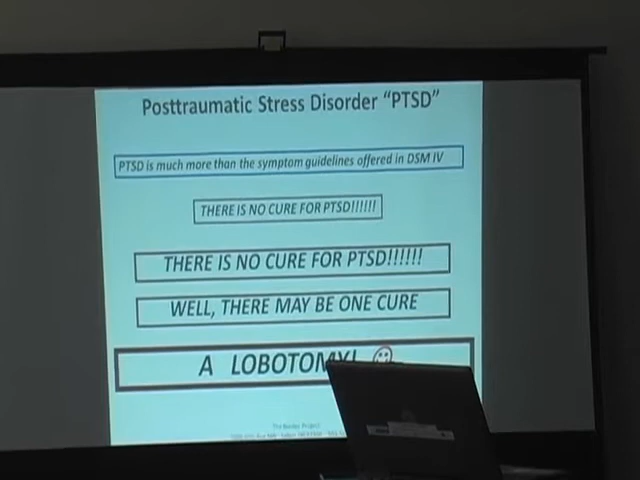 Posttraumatic Stress Disorder “PTSD”
PTSD is much more than the symptom guidelines offered in DSM IV
THERE IS NO CURE FOR PTSD!!!!!!
THERE IS NO CURE FOR PTSD!!!!!!
WELL, THERE MAY BE ONE CURE
A LOBOTOMY!